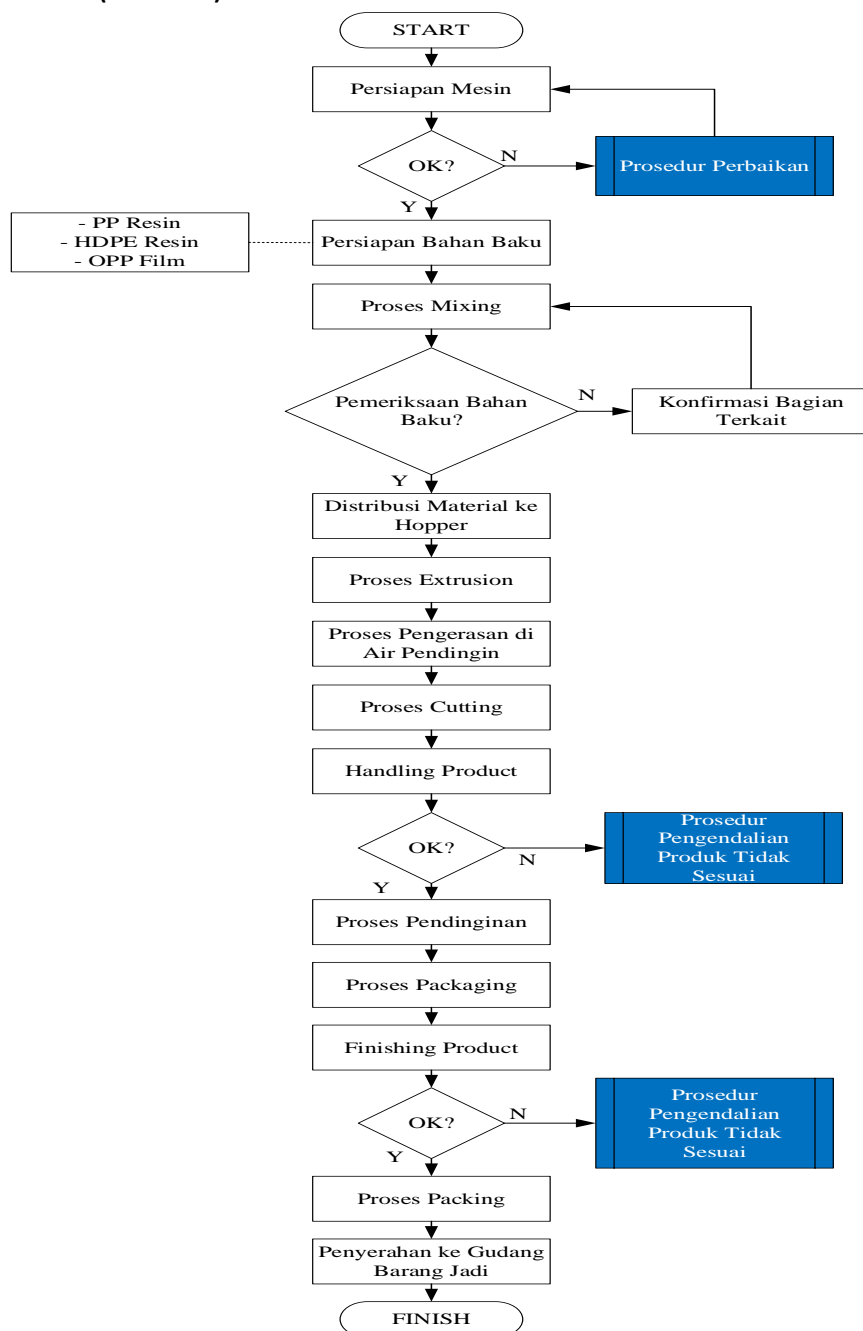 START
Persiapan Mesin
OK?
N
Prosedur Perbaikan
Y
- PP Resin
- HDPE Resin
- OPP Film
Persiapan Bahan Baku
Proses Mixing
Pemeriksaan Bahan
Baku?
N
Konfirmasi Bagian
Terkait
Y
Distribusi Material ke
Hopper
Proses Extrusion
Proses Pengerasan di
Air Pendingin
Proses Cutting
Handling Product
OK?
N
Prosedur
Pengendalian
Produk Tidak
Sesuai
Y
Proses Pendinginan
Proses Packaging
Finishing Product
OK?
N
Prosedur
Pengendalian
Produk Tidak
Sesuai
Y
Proses Packing
Penyerahan ke Gudang
Barang Jadi
FINISH